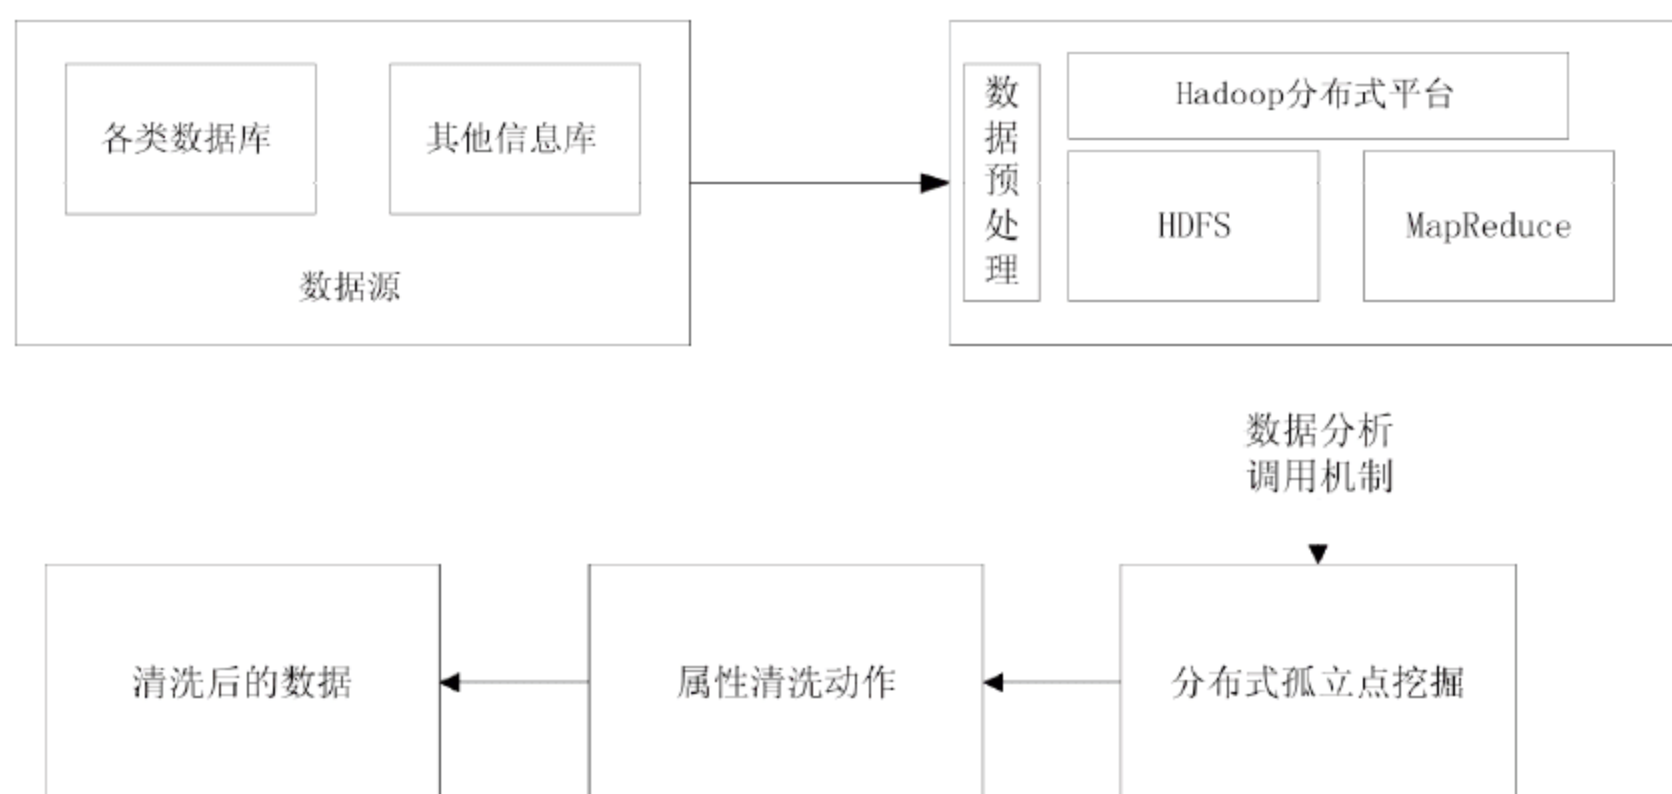 各类数据库
其他信息库
数据源
数据预处理
Hadoop分布式平台
HDFS
MapReduce
数据分析
调用机制
清洗后的数据
属性清洗动作
分布式孤立点挖掘